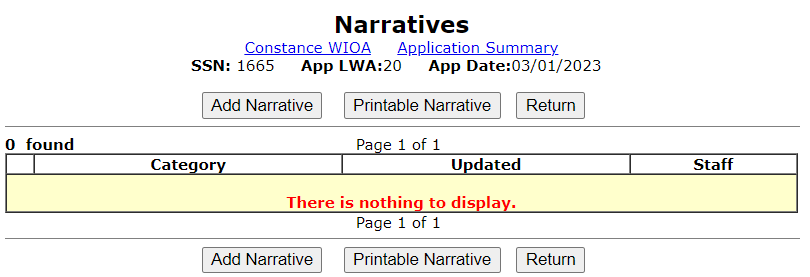 Narratives
Constance WIOA Application Summary
SSN: 1665 App LWA:20 App Date:03/01/2023
Add Narrative Printable Narrative Return
0 found Page 1 of 1
Category Updated Staff
There is nothing to display.
Page 1 of 1
Add Narrative Printable Narrative Return